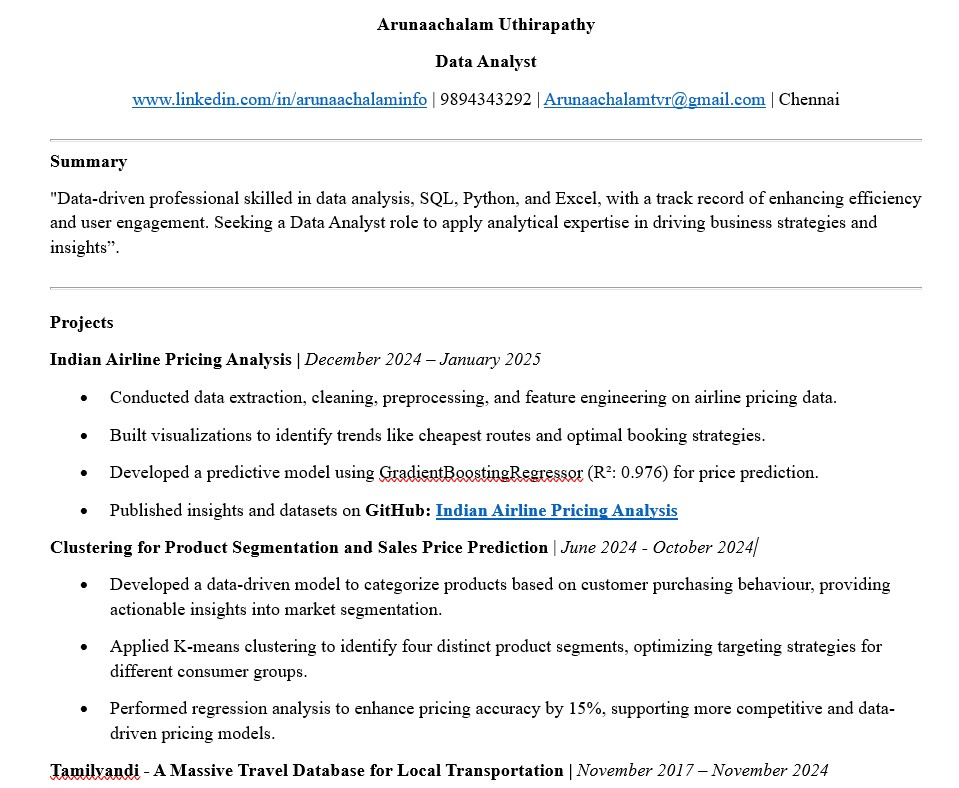 Arunaachalam Uthirapathy
Data Analyst
www.linkedin.com/in/arunaachalaminfo | 9894343292 | Arunaachalamtvr@gmail.com | Chennai
Summary
"Data-driven professional skilled in data analysis, SQL, Python, and Excel, with a track record of enhancing efficiency
and user engagement. Seeking a Data Analyst role to apply analytical expertise in driving business strategies and
insights”.
Projects
Indian Airline Pricing Analysis | December 2024 – January 2025
• Conducted data extraction, cleaning, preprocessing, and feature engineering on airline pricing data.
• Built visualizations to identify trends like cheapest routes and optimal booking strategies.
• Developed a predictive model using GradientBoostingRegressor (R²: 0.976) for price prediction.
• Published insights and datasets on GitHub: Indian Airline Pricing Analysis
Clustering for Product Segmentation and Sales Price Prediction | June 2024 - October 2024
• Developed a data-driven model to categorize products based on customer purchasing behaviour, providing
actionable insights into market segmentation.
• Applied K-means clustering to identify four distinct product segments, optimizing targeting strategies for
different consumer groups.
• Performed regression analysis to enhance pricing accuracy by 15%, supporting more competitive and data-
driven pricing models.
Tamilvandi - A Massive Travel Database for Local Transportation | November 2017 – November 2024